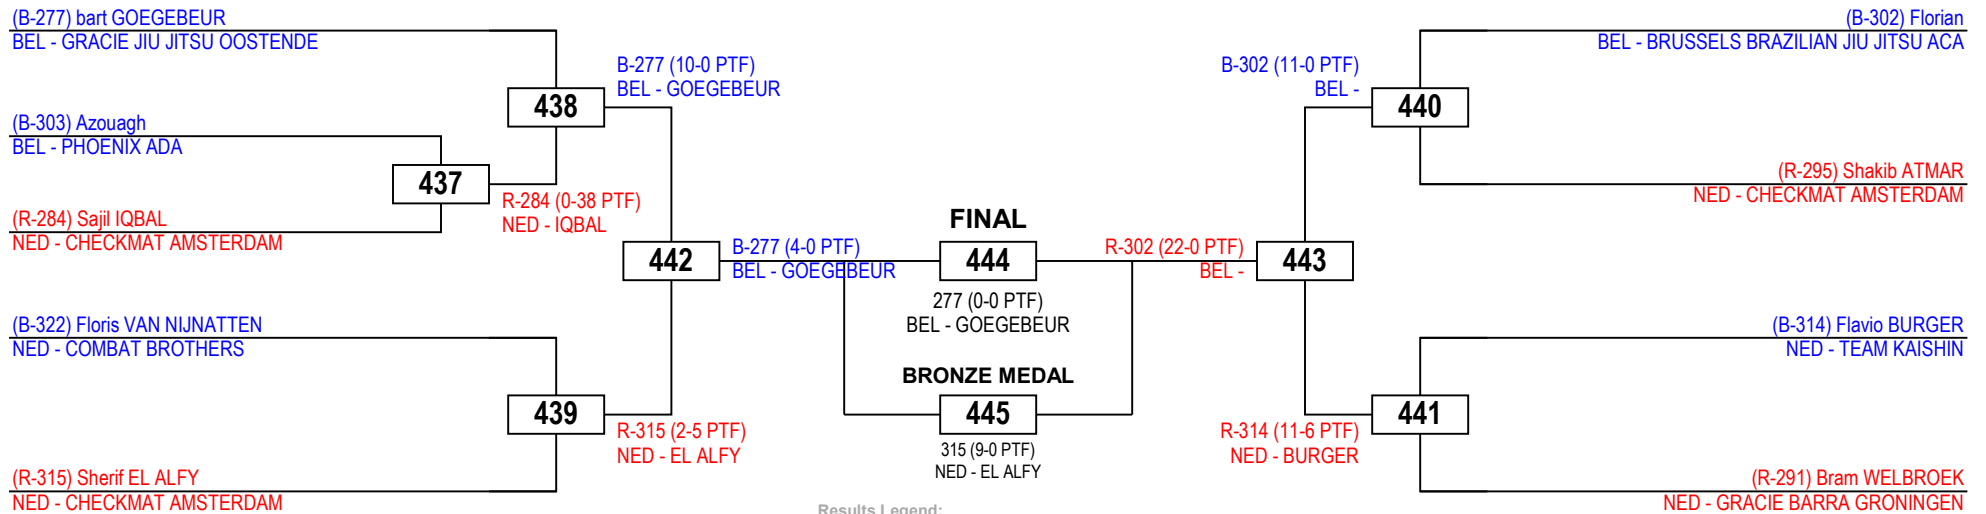 (B-277) bart GOEGEBEUR
BEL - GRACIE JIU JITSU OOSTENDE
(B-303) Azouagh
BEL - PHOENIX ADA
(R-284) Sajil IQBAL
NED - CHECKMAT AMSTERDAM
(B-322) Floris VAN NIJNATTEN
NED - COMBAT BROTHERS
(R-315) Sherif EL ALFY
NED - CHECKMAT AMSTERDAM
437
R-284 (0-38 PTF)
NED - IQBAL
438
B-277 (10-0 PTF)
BEL - GOEGEBEUR
439
R-315 (2-5 PTF)
NED - EL ALFY
442
B-277 (4-0 PTF)
BEL - GOEGEBEUR
FINAL
444
277 (0-0 PTF)
BEL - GOEGEBEUR
BRONZE MEDAL
445
315 (9-0 PTF)
NED - EL ALFY
Results Legend:
R-302 (22-0 PTF)
BEL -
443
B-302 (11-0 PTF)
BEL -
440
R-314 (11-6 PTF)
NED - BURGER
441
(B-302) Florian
BEL - BRUSSELS BRAZILIAN JIU JITSU ACA
(R-295) Shakib ATMAR
NED - CHECKMAT AMSTERDAM
(B-314) Flavio BURGER
NED - TEAM KAISHIN
(R-291) Bram WELBROEK
NED - GRACIE BARRA GRONINGEN